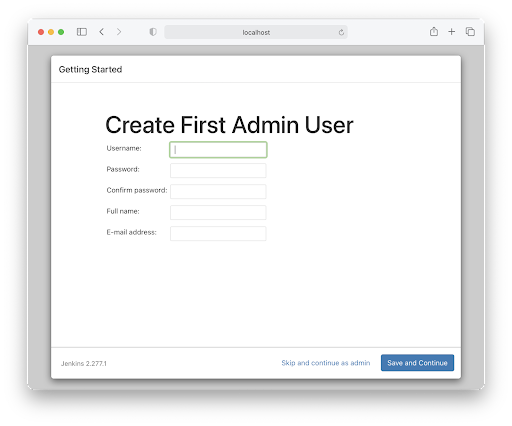 localhost
Getting Started
Create First Admin User
Username:
Password:
Confirm password:
Full name:
E-mail address:
Jenkins 2.277.1
Skip and continue as admin
Save and Continue